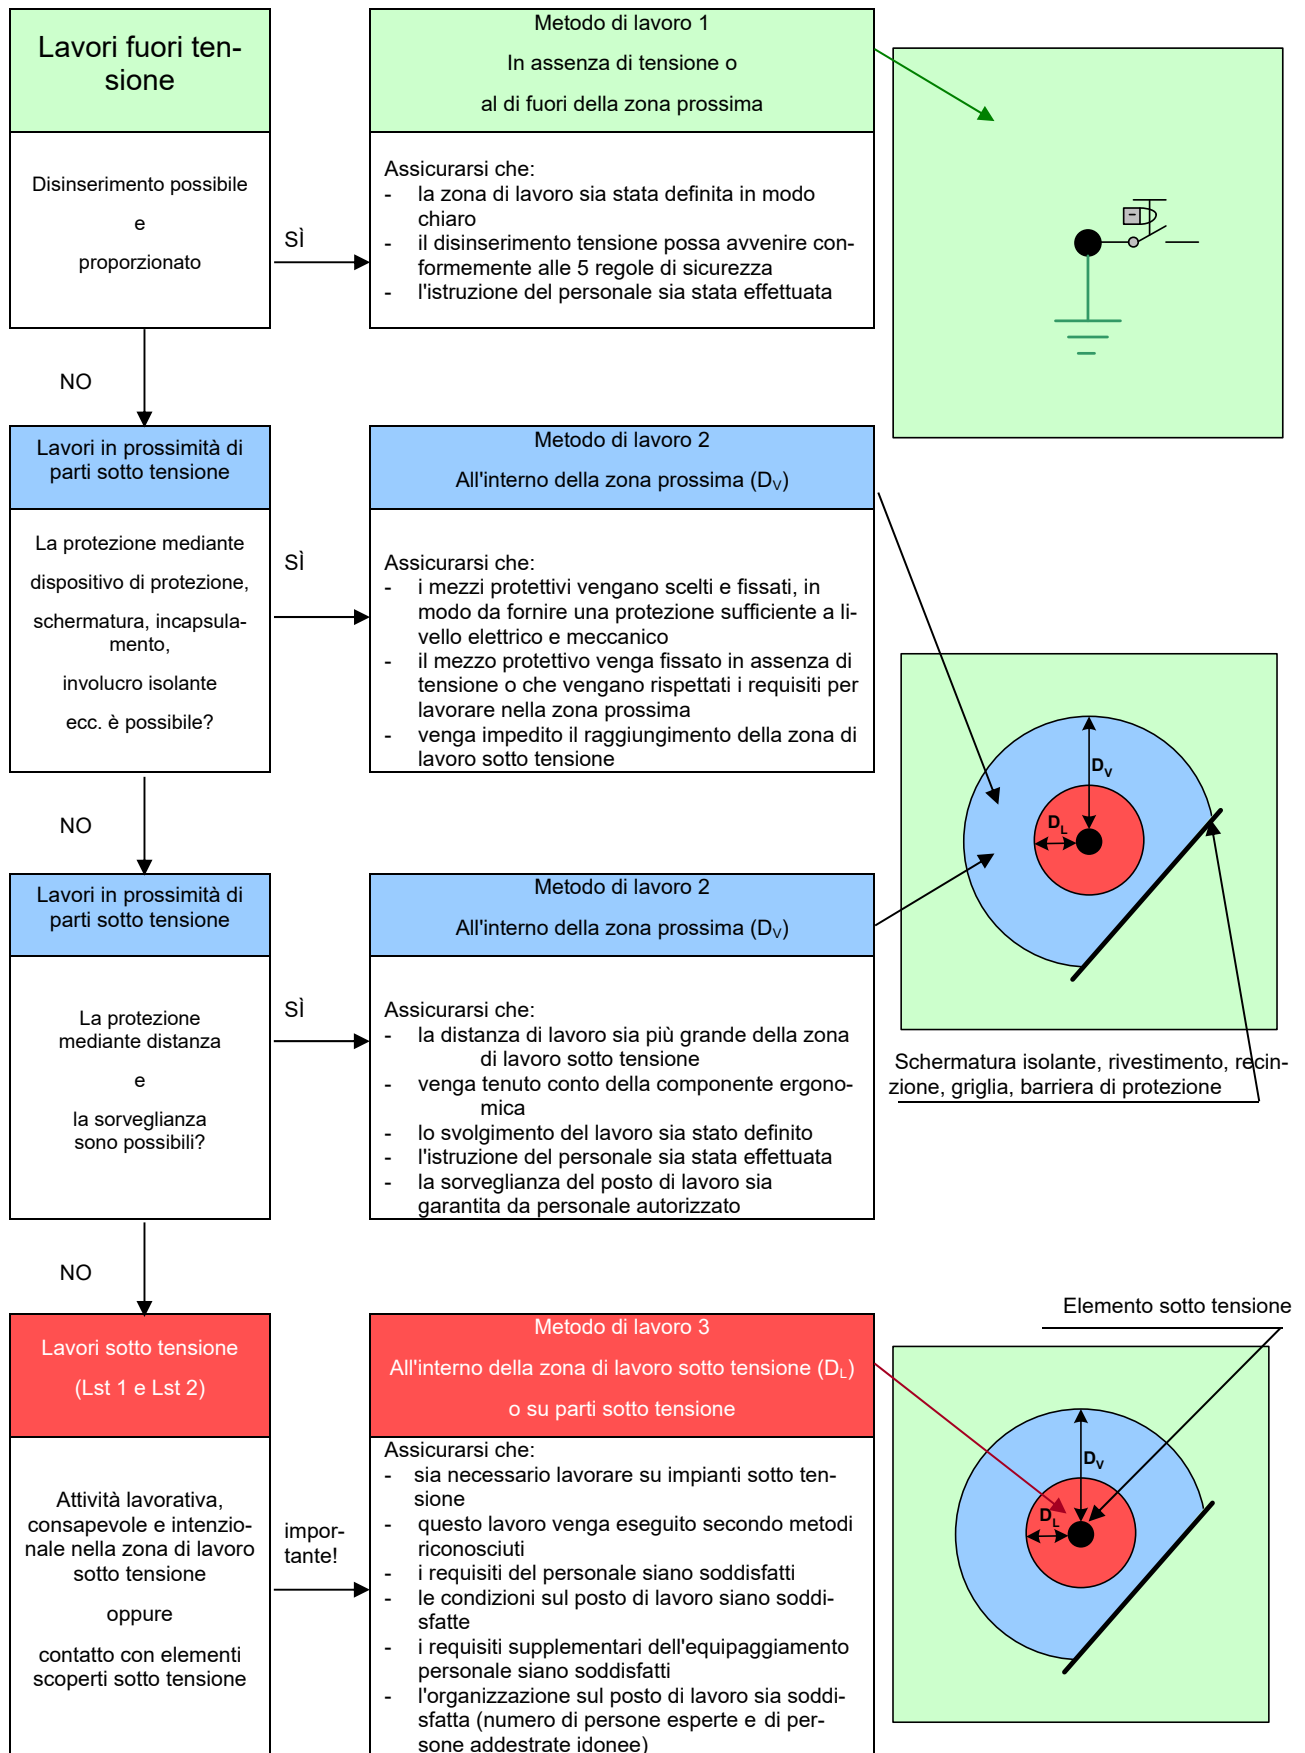 Lavori fuori ten-
sione
Disinserimento possibile
e
proporzionato
SÌ
Metodo di lavoro 1
In assenza di tensione o
al di fuori della zona prossima
Assicurarsi che:
- la zona di lavoro sia stata definita in modo
chiaro
- il disinserimento tensione possa avvenire con-
formemente alle 5 regole di sicurezza
- l'istruzione del personale sia stata effettuata
NO
Lavori in prossimità di
parti sotto tensione
La protezione mediante
dispositivo di protezione,
schermatura, incapsula-
mento,
involucro isolante
ecc. è possibile?
SÌ
Metodo di lavoro 2
All'interno della zona prossima (DV)
Assicurarsi che:
- i mezzi protettivi vengano scelti e fissati, in
modo da fornire una protezione sufficiente a li-
vello elettrico e meccanico
- il mezzo protettivo venga fissato in assenza di
tensione o che vengano rispettati i requisiti per
lavorare nella zona prossima
- venga impedito il raggiungimento della zona di
lavoro sotto tensione
DV
DL
NO
Lavori in prossimità di
parti sotto tensione
La protezione
mediante distanza
e
la sorveglianza
sono possibili?
SÌ
Metodo di lavoro 2
All'interno della zona prossima (DV)
Assicurarsi che:
- la distanza di lavoro sia più grande della zona
di lavoro sotto tensione
- venga tenuto conto della componente ergono-
mica
- lo svolgimento del lavoro sia stato definito
- l'istruzione del personale sia stata effettuata
- la sorveglianza del posto di lavoro sia
garantita da personale autorizzato
Schermatura isolante, rivestimento, recin-
zione, griglia, barriera di protezione
NO
Lavori sotto tensione
(Lst 1 e Lst 2)
Attività lavorativa,
consapevole e intenzio-
nale nella zona di lavoro
sotto tensione
oppure
contatto con elementi
scoperti sotto tensione
impor-
tante!
Metodo di lavoro 3
All'interno della zona di lavoro sotto tensione (DL)
o su parti sotto tensione
Assicurarsi che:
- sia necessario lavorare su impianti sotto ten-
sione
- questo lavoro venga eseguito secondo metodi
riconosciuti
- i requisiti del personale siano soddisfatti
- le condizioni sul posto di lavoro siano soddi-
sfatte
- i requisiti supplementari dell'equipaggiamento
personale siano soddisfatti
- l'organizzazione sul posto di lavoro sia soddi-
sfatta (numero di persone esperte e di per-
sone addestrate idonee)
Elemento sotto tensione
DV
DL